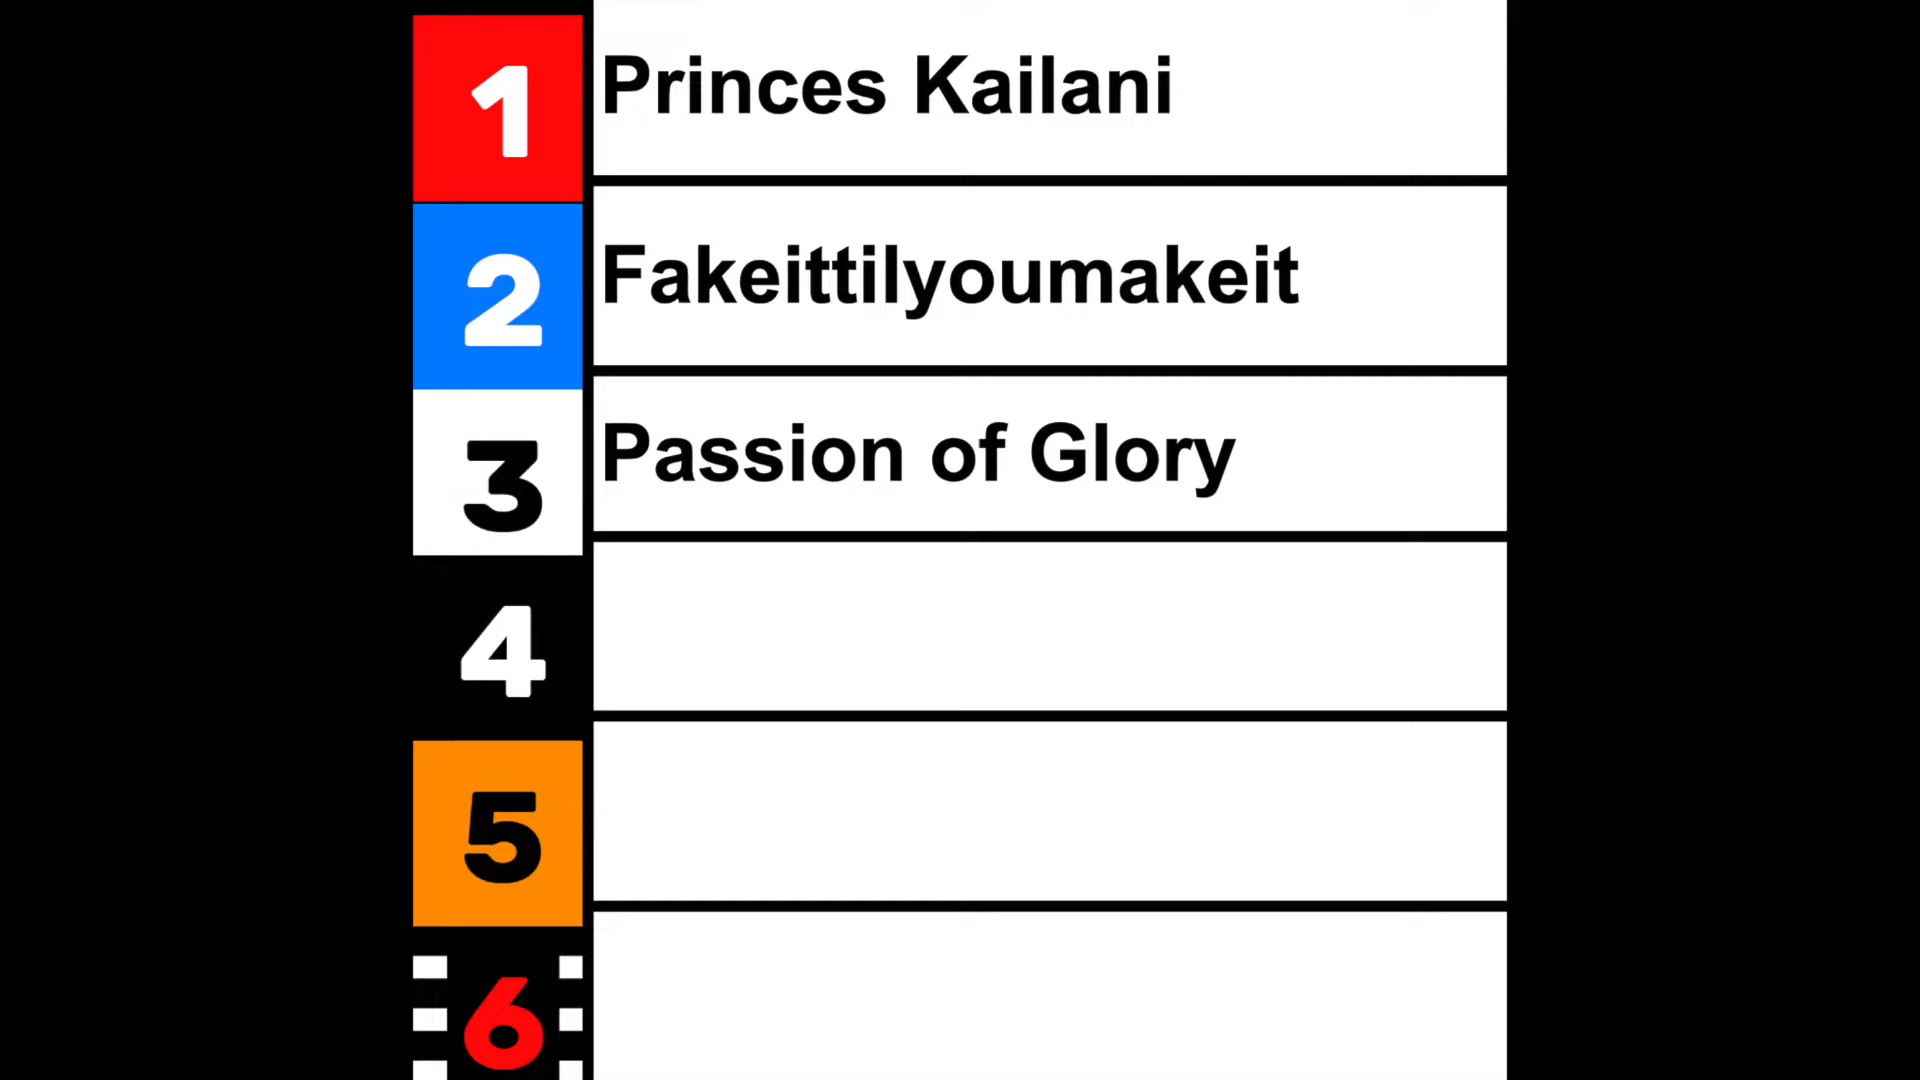 1 Princes Kailani
2 Fakeittilyoumakeit
3 Passion of Glory
4
5
6